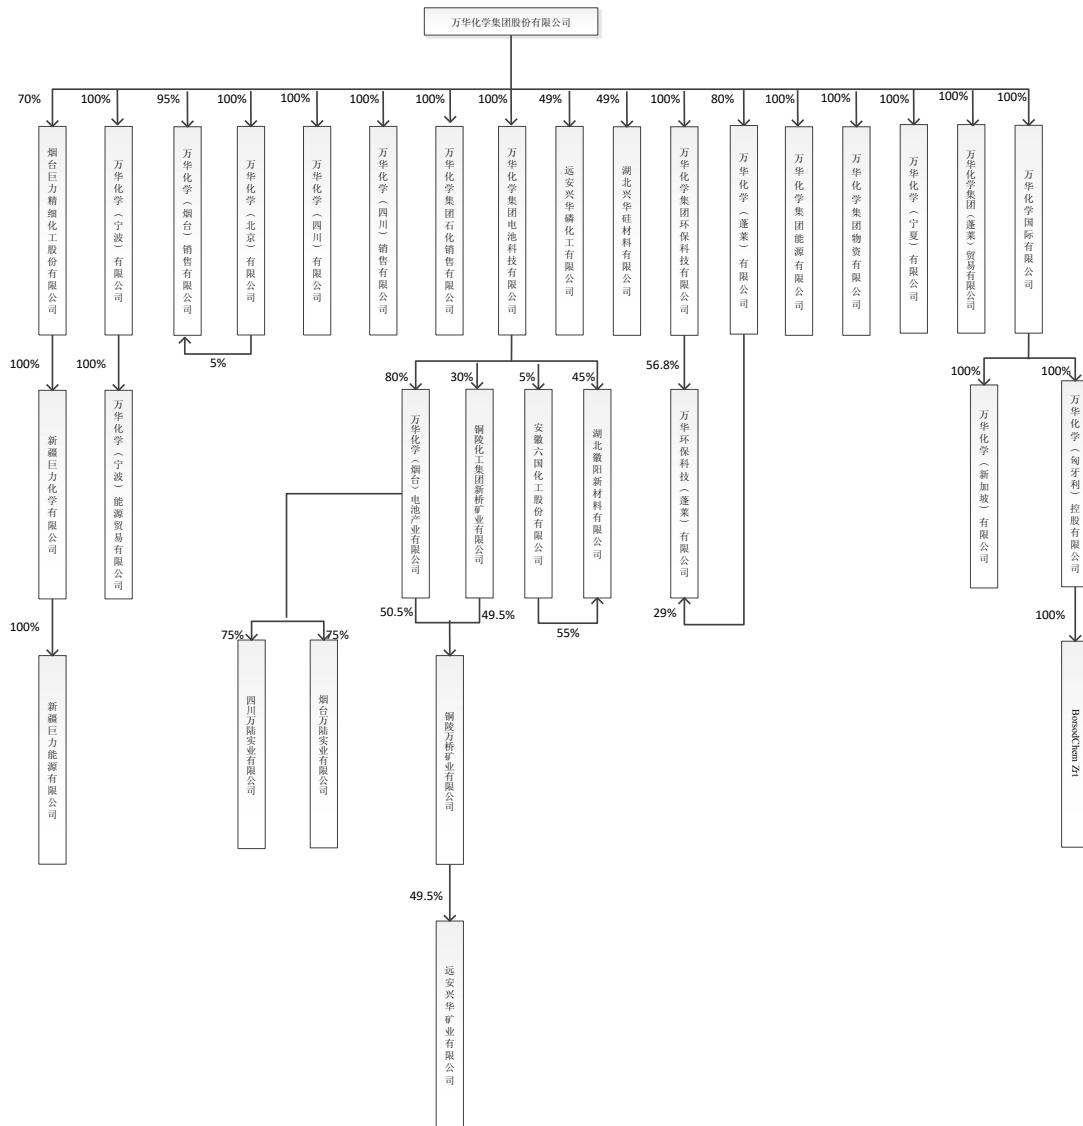 万华化学集团股份有限公司
70%
100%
95%
100%
100%
100%
100%
100%
49%
49%
100%
80%
100%
100%
100%
100%
100%
烟台巨力精细化工股份有限公司
万华化学（宁波）有限公司
万华化学（烟台）销售有限公司
万华化学（北京）有限公司
万华化学（四川）有限公司
万华化学（四川）销售有限公司
万华化学集团石化销售有限公司
万华化学集团电池科技有限公司
远安兴华磷化工有限公司
湖北兴华硅材料有限公司
万华化学集团环保科技有限公司
万华化学（蓬莱）有限公司
万华化学集团能源有限公司
万华化学集团物资有限公司
万华化学（宁夏）有限公司
万华化学集团（蓬莱）贸易有限公司
万华化学国际有限公司
100%
100%
5%
80%
30%
5%
45%
56.8%
100%
100%
新疆巨力化学有限公司
万华化学（宁波）能源贸易有限公司
万华化学（烟台）电池产业有限公司
铜陵化工集团新桥矿业有限公司
安徽六国化工股份有限公司
湖北徽阳新材料有限公司
万华环保科技（蓬莱）有限公司
万华化学（新加坡）有限公司
万华化学（匈牙利）控股有限公司
100%
75%
75%
50.5%
49.5%
55%
29%
100%
新疆巨力能源有限公司
四川万陆实业有限公司
烟台万陆实业有限公司
铜陵万桥矿业有限公司
BorsodChem Zrt
49.5%
远安兴华矿业有限公司